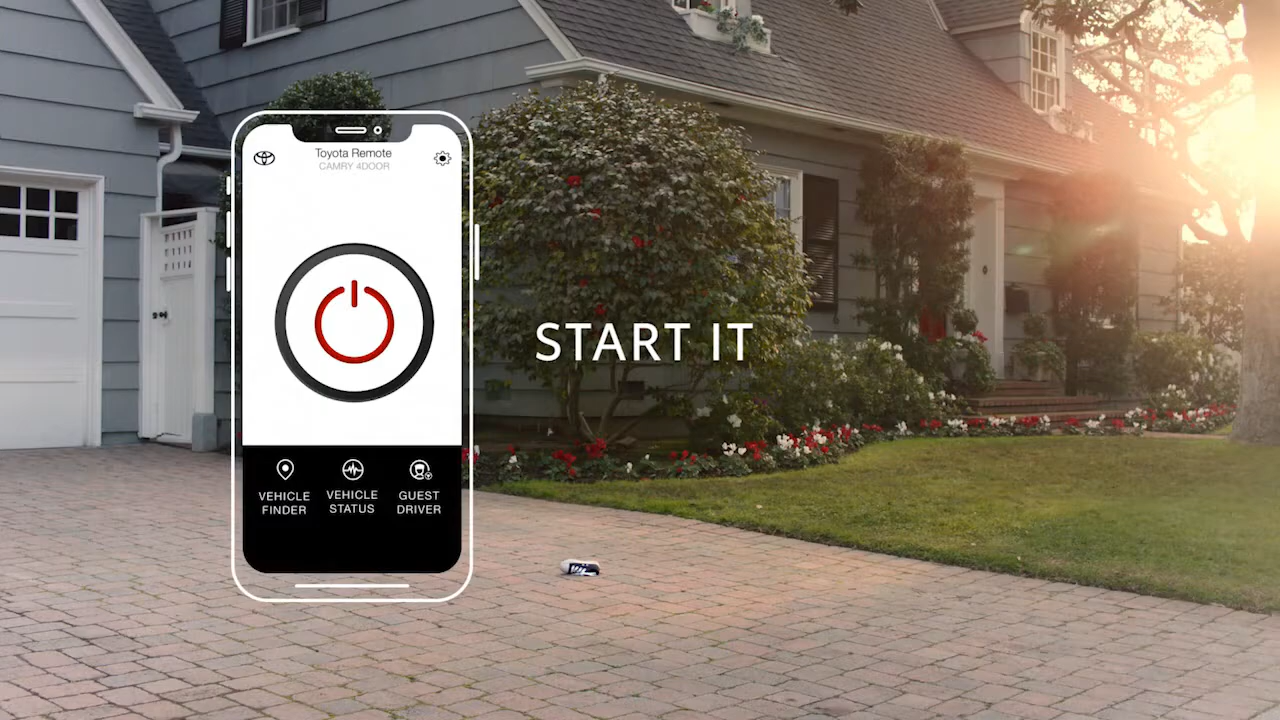 Toyota Remote
CAMRY 4DOOR
START IT
VEHICLE
FINDER
VEHICLE
STATUS
GUEST
DRIVER